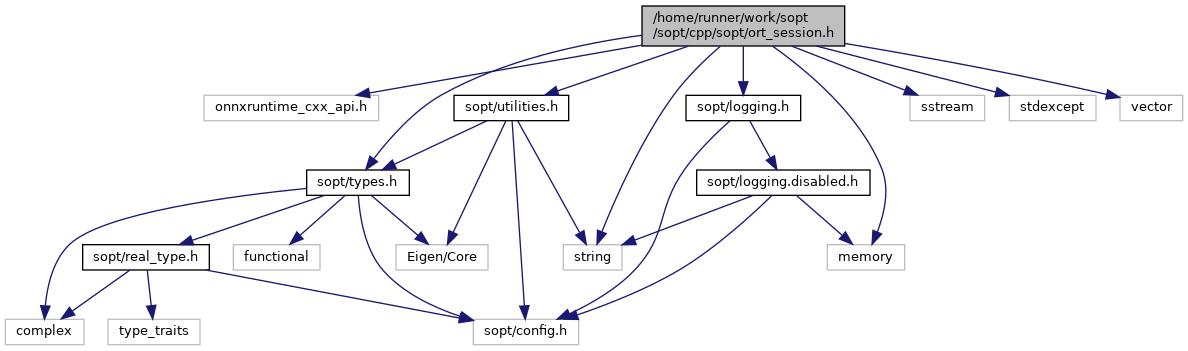 /home/runner/work/sopt
/sopt/cpp/sopt/ort_session.h
onnxruntime_cxx_api.h
sopt/utilities.h
sopt/logging.h
sstream
stdexcept
vector
sopt/types.h
sopt/logging.disabled.h
sopt/real_type.h
functional
Eigen/Core
string
memory
complex
type_traits
sopt/config.h